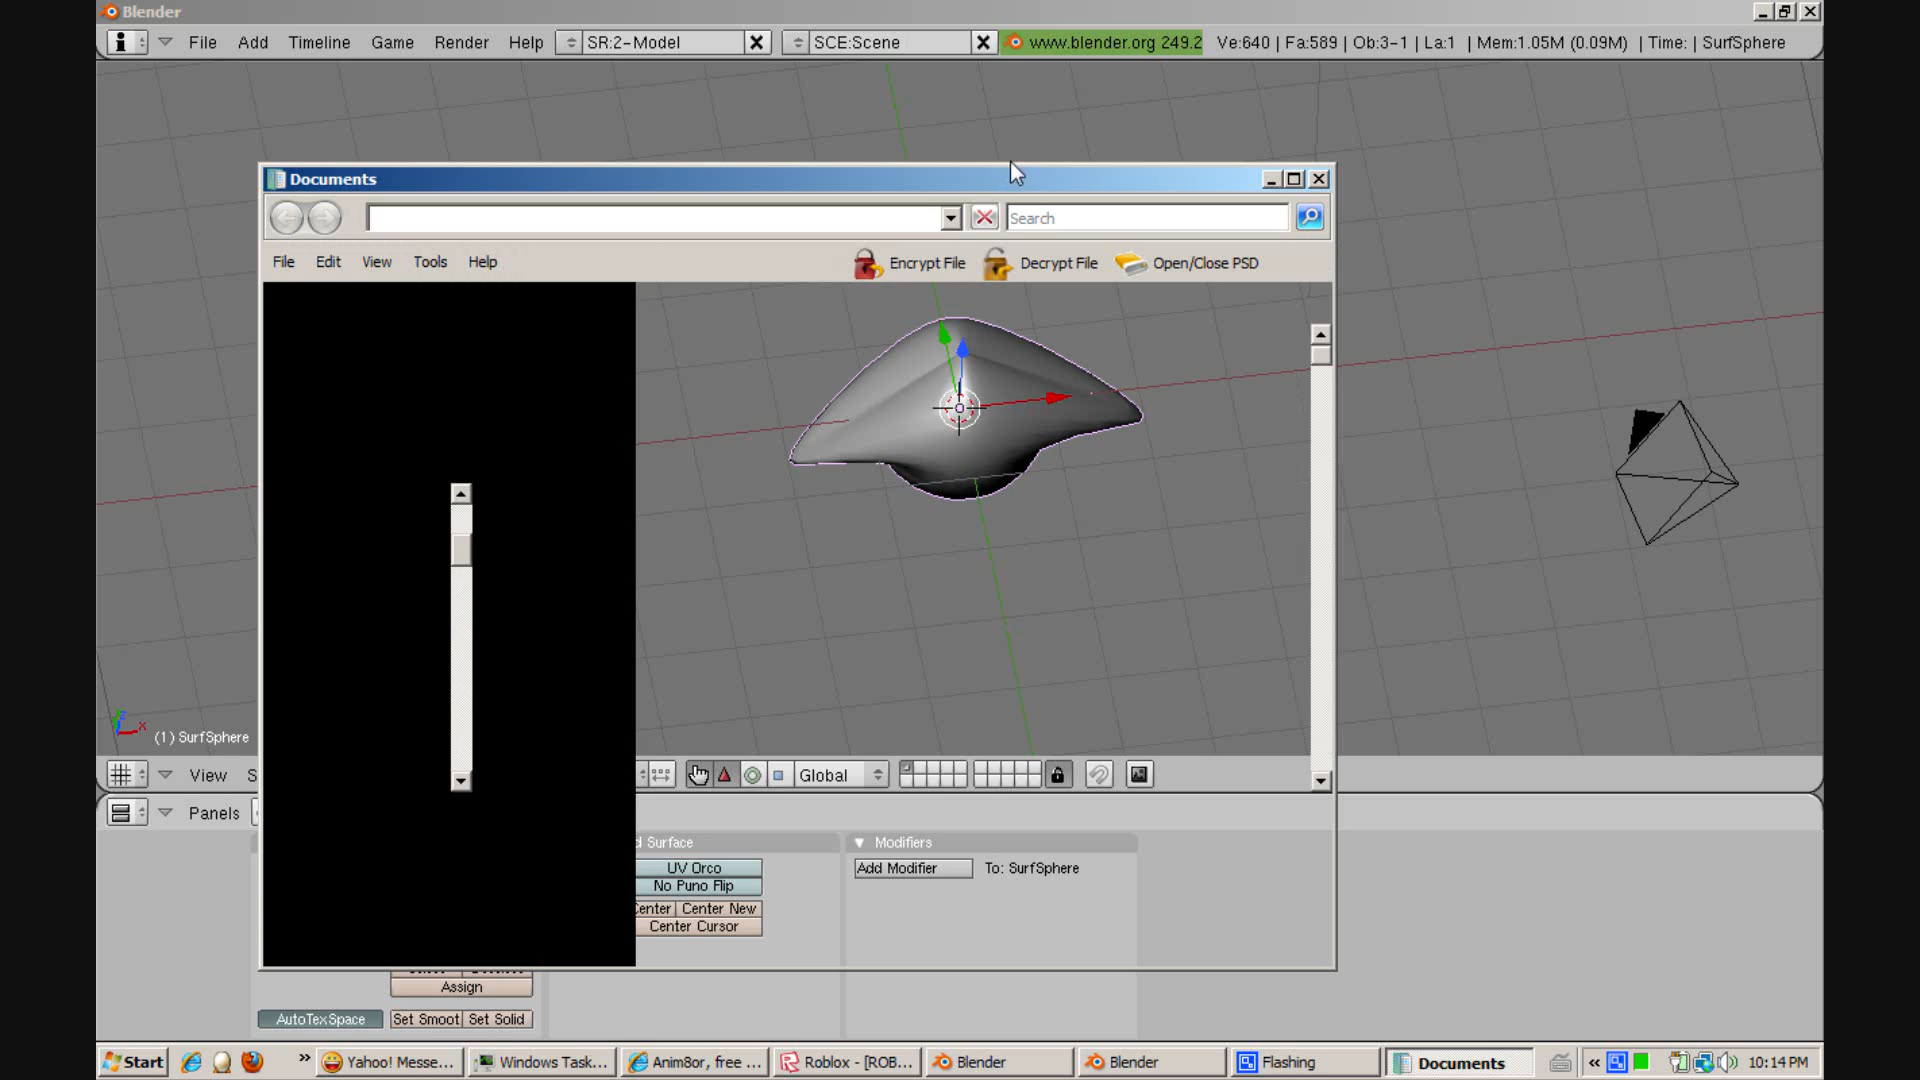 Blender
File Add Timeline Game Render Help SR:2-Model SCE:Scene www.blender.org 249.2 Ve:640 | Fa:589 | Ob:3-1 | La:1 | Mem:1.05M (0.09M) | Time: | SurfSphere
Documents
Search
File Edit View Tools Help Encrypt File Decrypt File Open/Close PSD
(1) SurfSphere
View S Global
Panels
d Surface Modifiers
UV Orco Add Modifier To: SurfSphere
No Puno Flip
Center Center New
Center Cursor
Assign
AutoTexSpace Set Smoot Set Solid
Start Yahoo! Messe... Windows Task... Anim8or, free ... Roblox - [ROB... Blender Blender Flashing Documents 10:14 PM